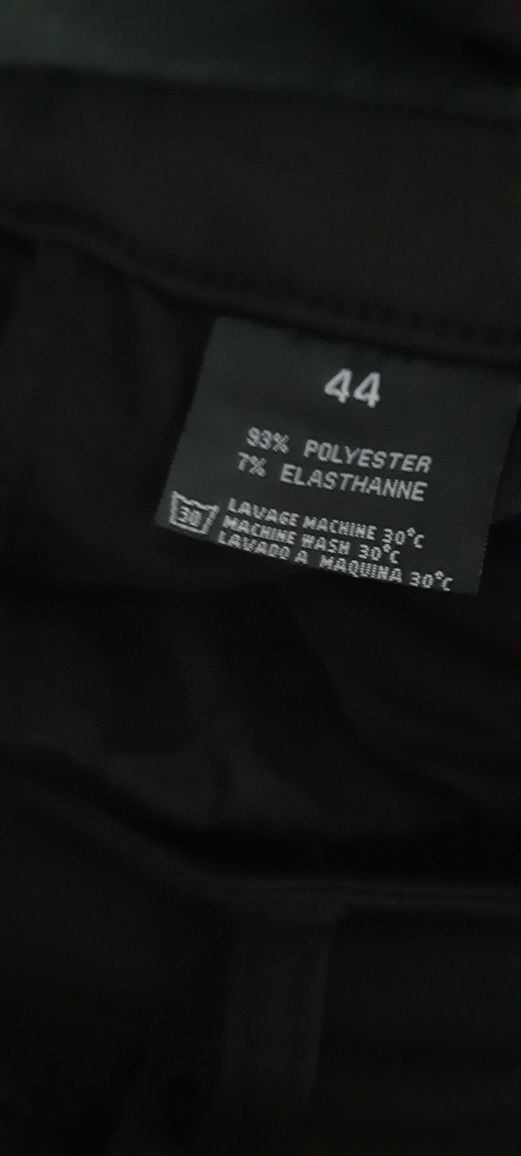 44
93% POLYESTER
7% ELASTHANNE
30
LAVAGE MACHINE 30°C
MACHINE WASH 30°C
LAVADO A MAQUINA 30°C